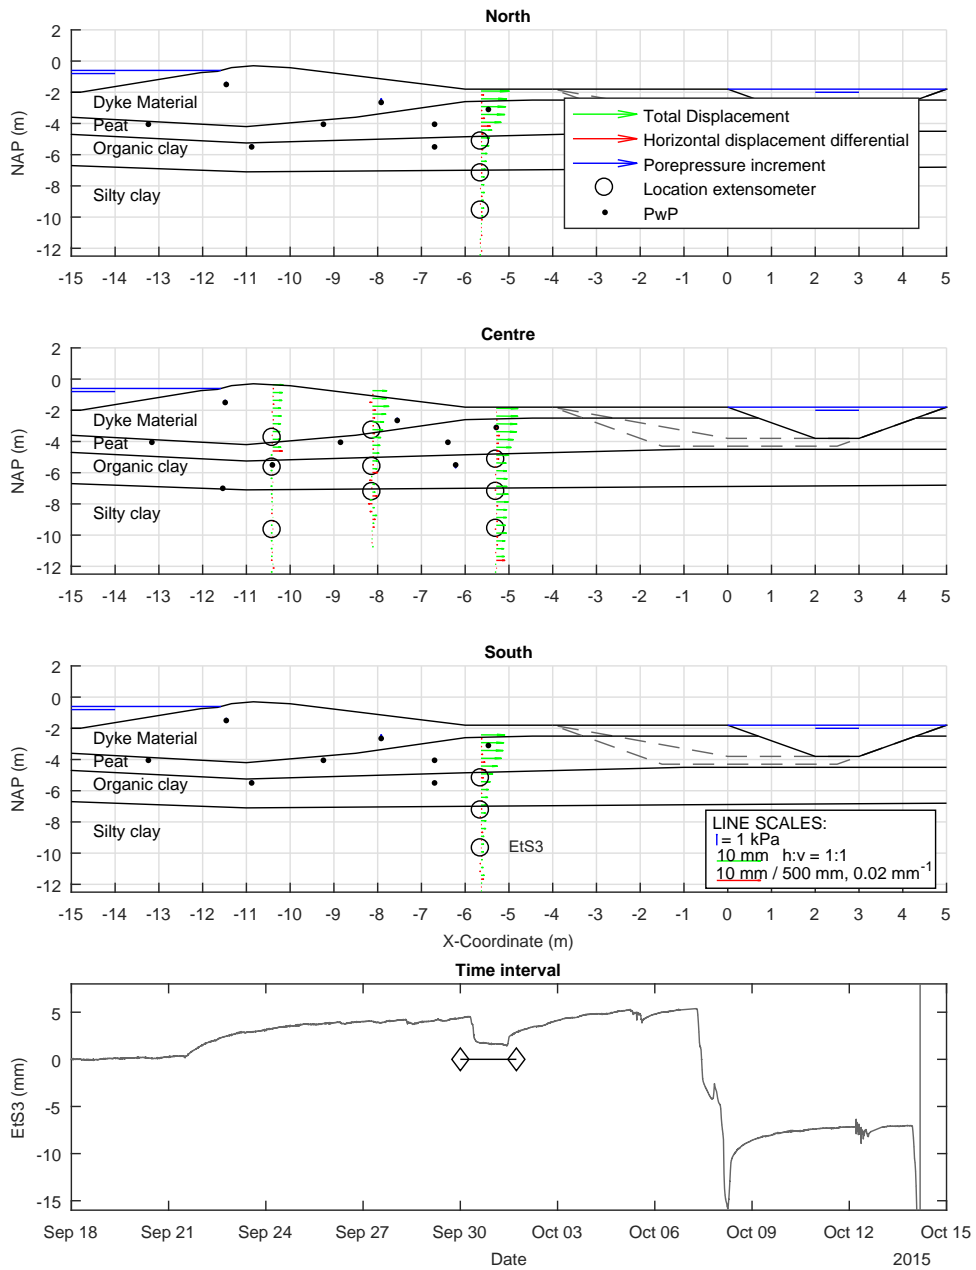 North
2
0
-2
-4
-6
-8
-10
-12
NAP (m)
Dyke Material
Peat
Organic clay
Silty clay
Total Displacement
Horizontal displacement differential
Porepressure increment
Location extensometer
PwP
-15 -14 -13 -12 -11 -10 -9 -8 -7 -6 -5 -4 -3 -2 -1 0 1 2 3 4 5
Centre
2
0
-2
-4
-6
-8
-10
-12
NAP (m)
Dyke Material
Peat
Organic clay
Silty clay
-15 -14 -13 -12 -11 -10 -9 -8 -7 -6 -5 -4 -3 -2 -1 0 1 2 3 4 5
South
2
0
-2
-4
-6
-8
-10
-12
NAP (m)
Dyke Material
Peat
Organic clay
Silty clay
EtS3
LINE SCALES:
= 1 kPa
10 mm h:v = 1:1
10 mm / 500 mm, 0.02 mm⁻¹
-15 -14 -13 -12 -11 -10 -9 -8 -7 -6 -5 -4 -3 -2 -1 0 1 2 3 4 5
X-Coordinate (m)
Time interval
5
0
-5
-10
-15
EtS3 (mm)
Sep 18 Sep 21 Sep 24 Sep 27 Sep 30 Oct 03 Oct 06 Oct 09 Oct 12 Oct 15
Date
2015